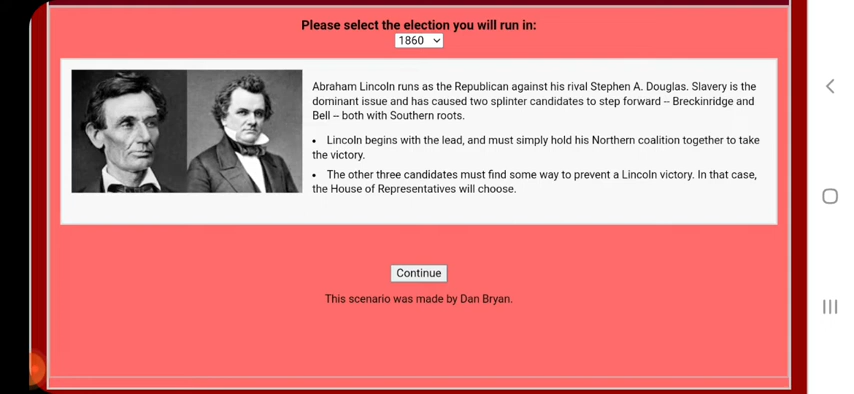 Please select the election you will run in:
1860
Abraham Lincoln runs as the Republican against his rival Stephen A. Douglas. Slavery is the
dominant issue and has caused two splinter candidates to step forward -- Breckinridge and
Bell -- both with Southern roots.
• Lincoln begins with the lead, and must simply hold his Northern coalition together to take
the victory.
• The other three candidates must find some way to prevent a Lincoln victory. In that case,
the House of Representatives will choose.
Continue
This scenario was made by Dan Bryan.